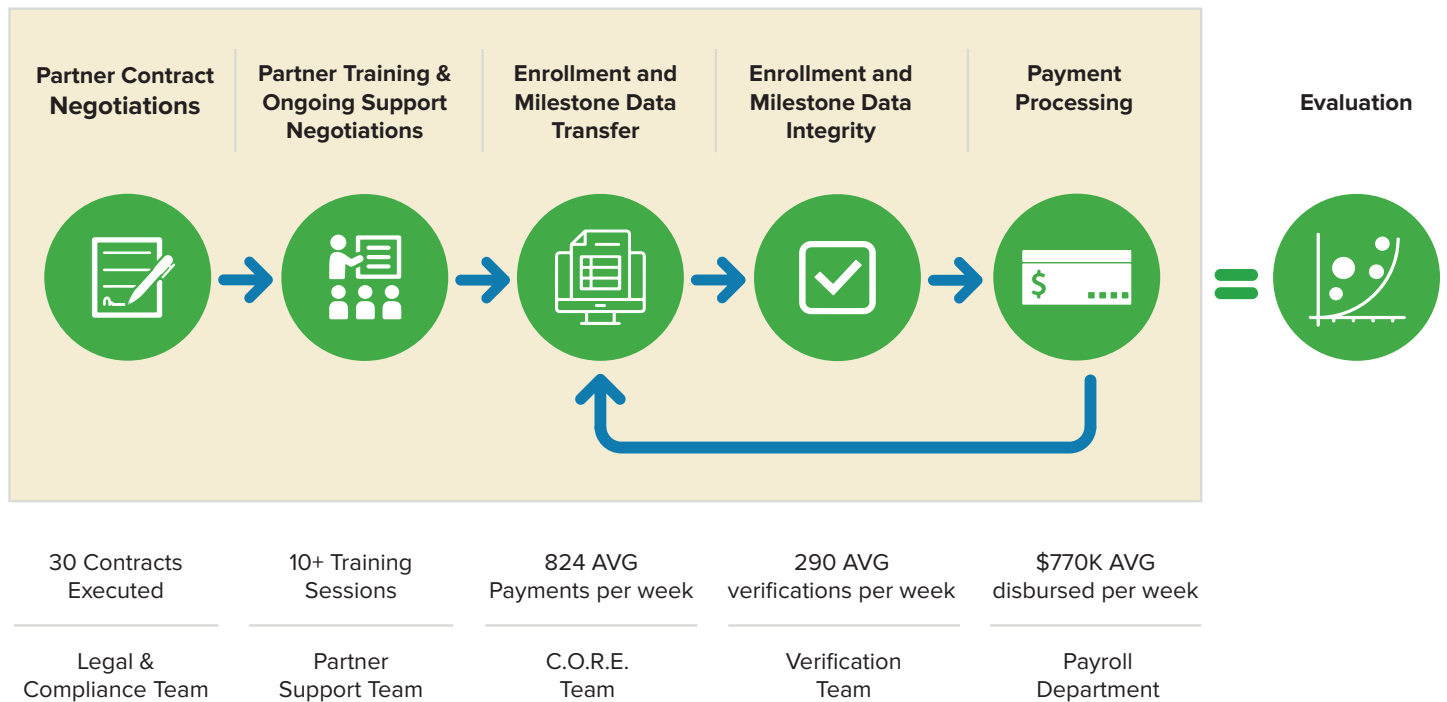 Partner Contract
Negotiations
Partner Training &
Ongoing Support
Negotiations
Enrollment and
Milestone Data
Transfer
Enrollment and
Milestone Data
Integrity
Payment
Processing
Evaluation
$
30 Contracts
Executed
10+ Training
Sessions
824 AVG
Payments per week
290 AVG
verifications per week
$770K AVG
disbursed per week
Legal &
Compliance Team
Partner
Support Team
C.O.R.E.
Team
Verification
Team
Payroll
Department